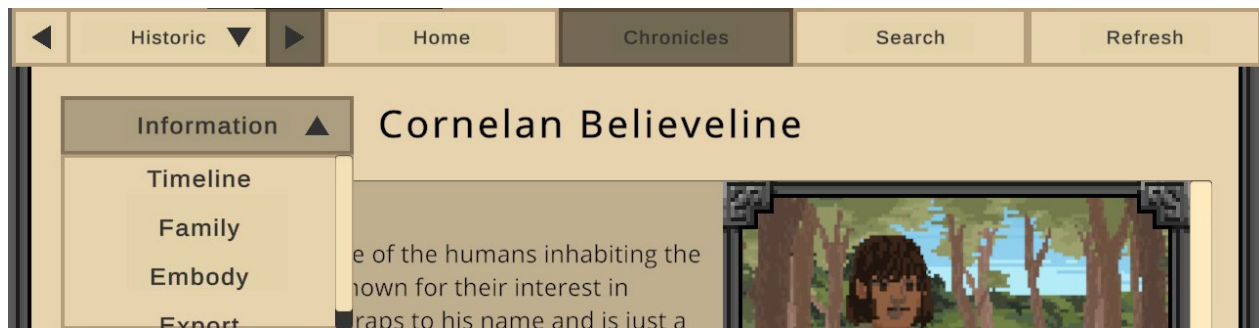 Historic Home Chronicles Search Refresh
Information
Cornelan Believeline
Timeline
Family
Embody
Export
e of the humans inhabiting the
nown for their interest in
raps to his name and is just a